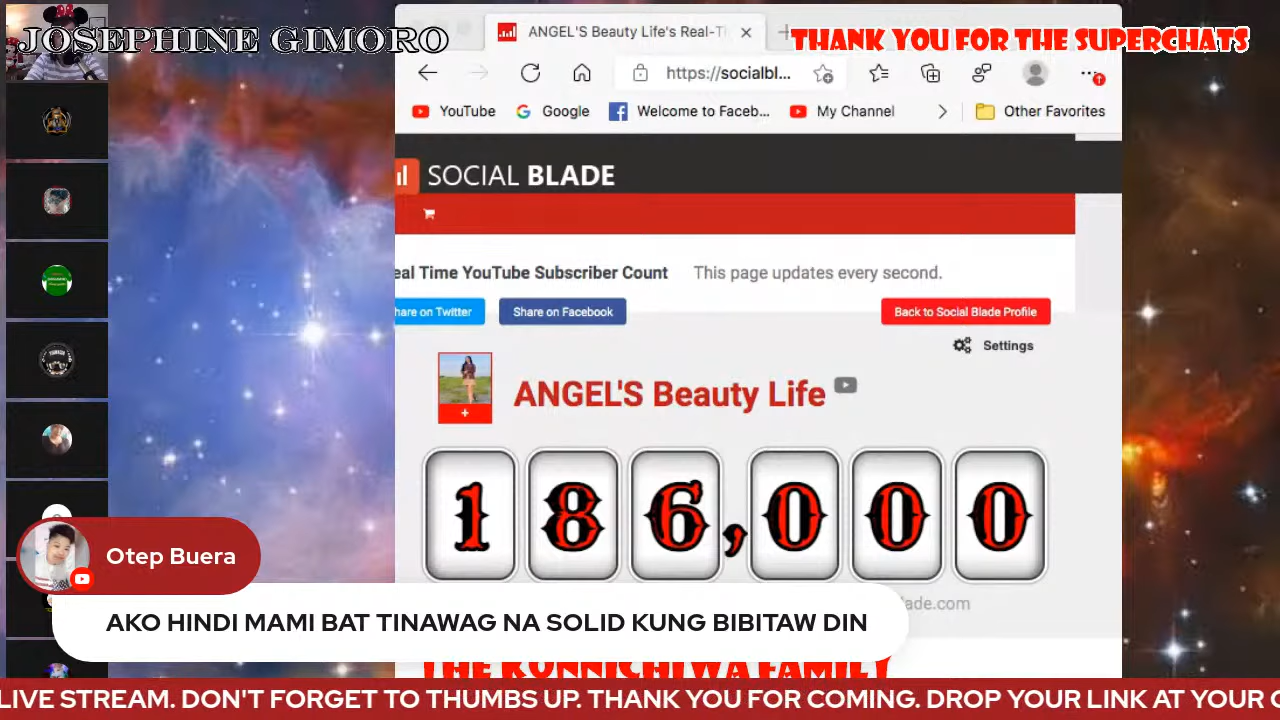 JOSEPHINE GIMORO
ANGEL'S Beauty Life's Real-Ti
THANK YOU FOR THE SUPERCHATS
https://socialbl...
YouTube
Google
Welcome to Faceb...
My Channel
Other Favorites
SOCIAL BLADE
eal Time YouTube Subscriber Count
This page updates every second.
hare on Twitter
Share on Facebook
Back to Social Blade Profile
Settings
ANGEL'S Beauty Life
186,000
Otep Buera
lade.com
AKO HINDI MAMI BAT TINAWAG NA SOLID KUNG BIBITAW DIN
THE KONNICHIWA FAMILY
LIVE STREAM. DON'T FORGET TO THUMBS UP. THANK YOU FOR COMING. DROP YOUR LINK AT YOUR